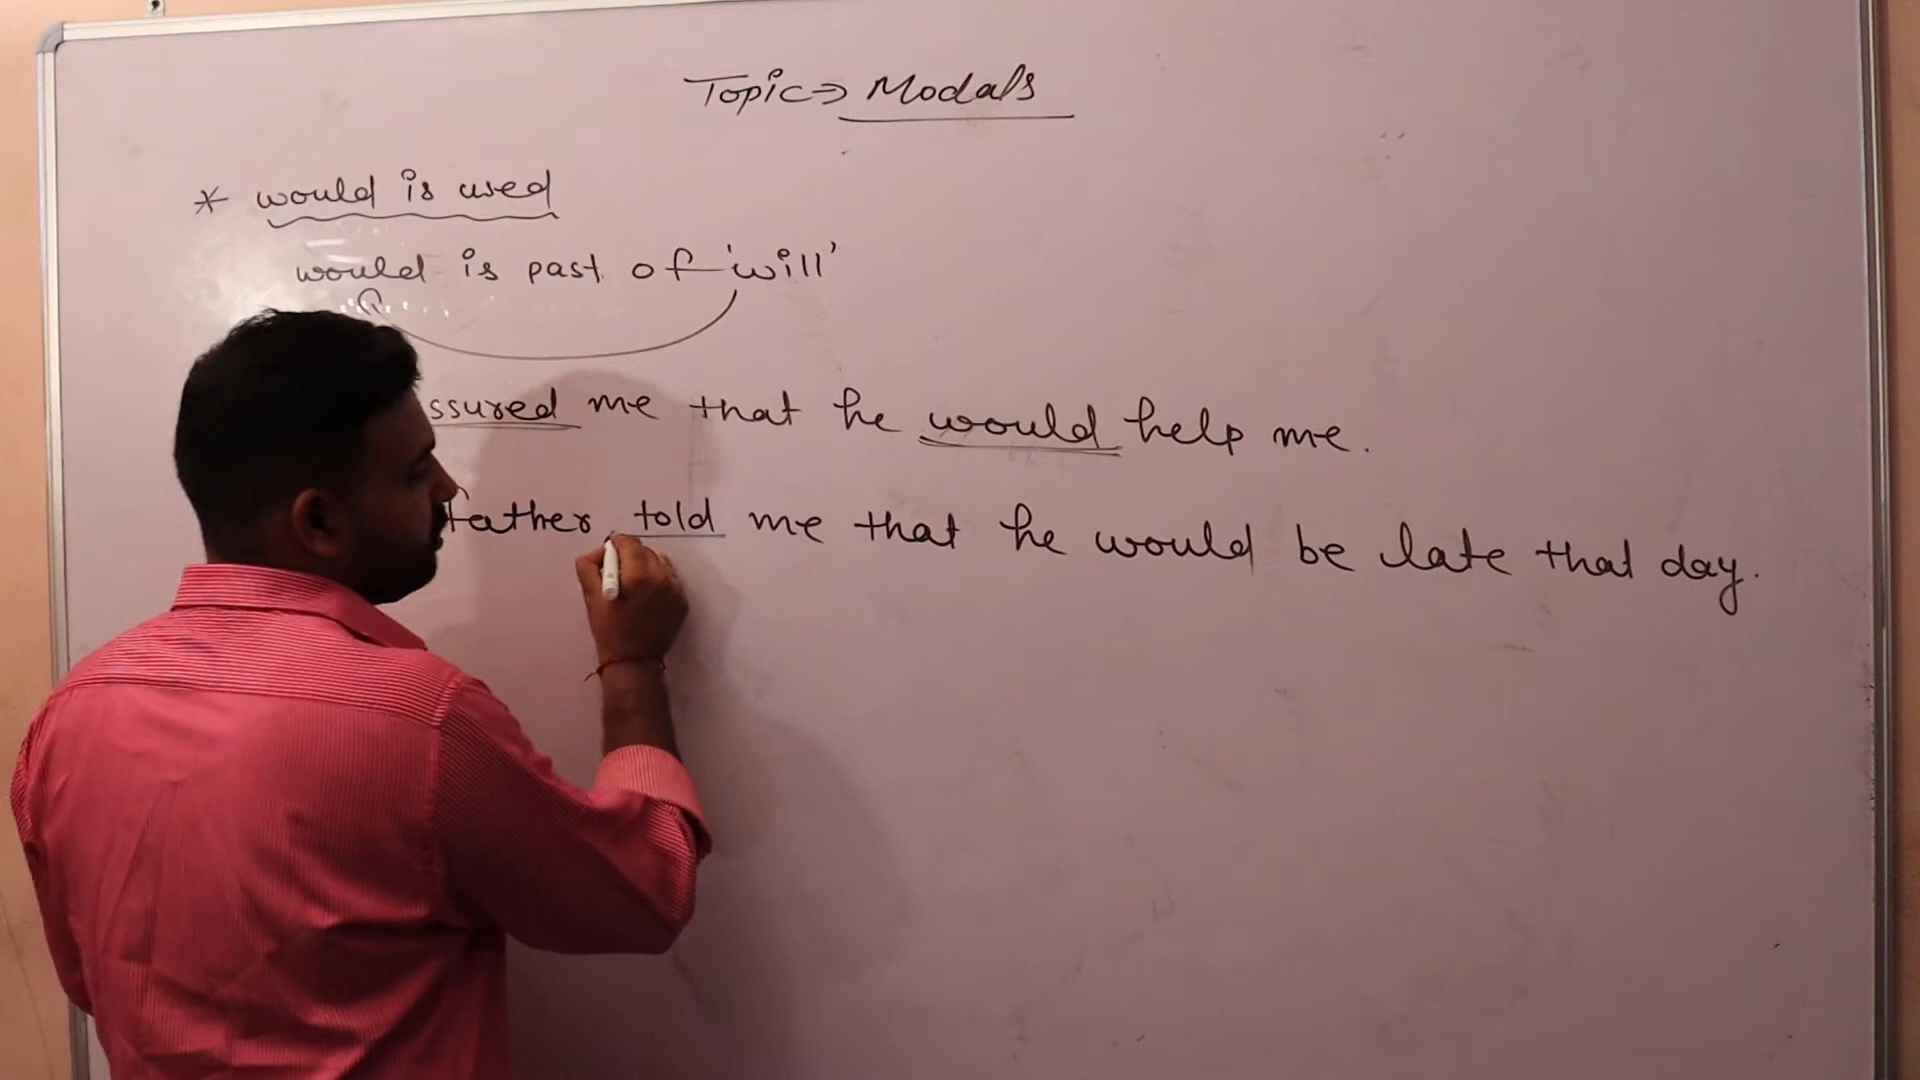 Topic⇒ Modals
* would is used
would is past of 'will'
ssured me that he would help me.
father told me that he would be late that day.